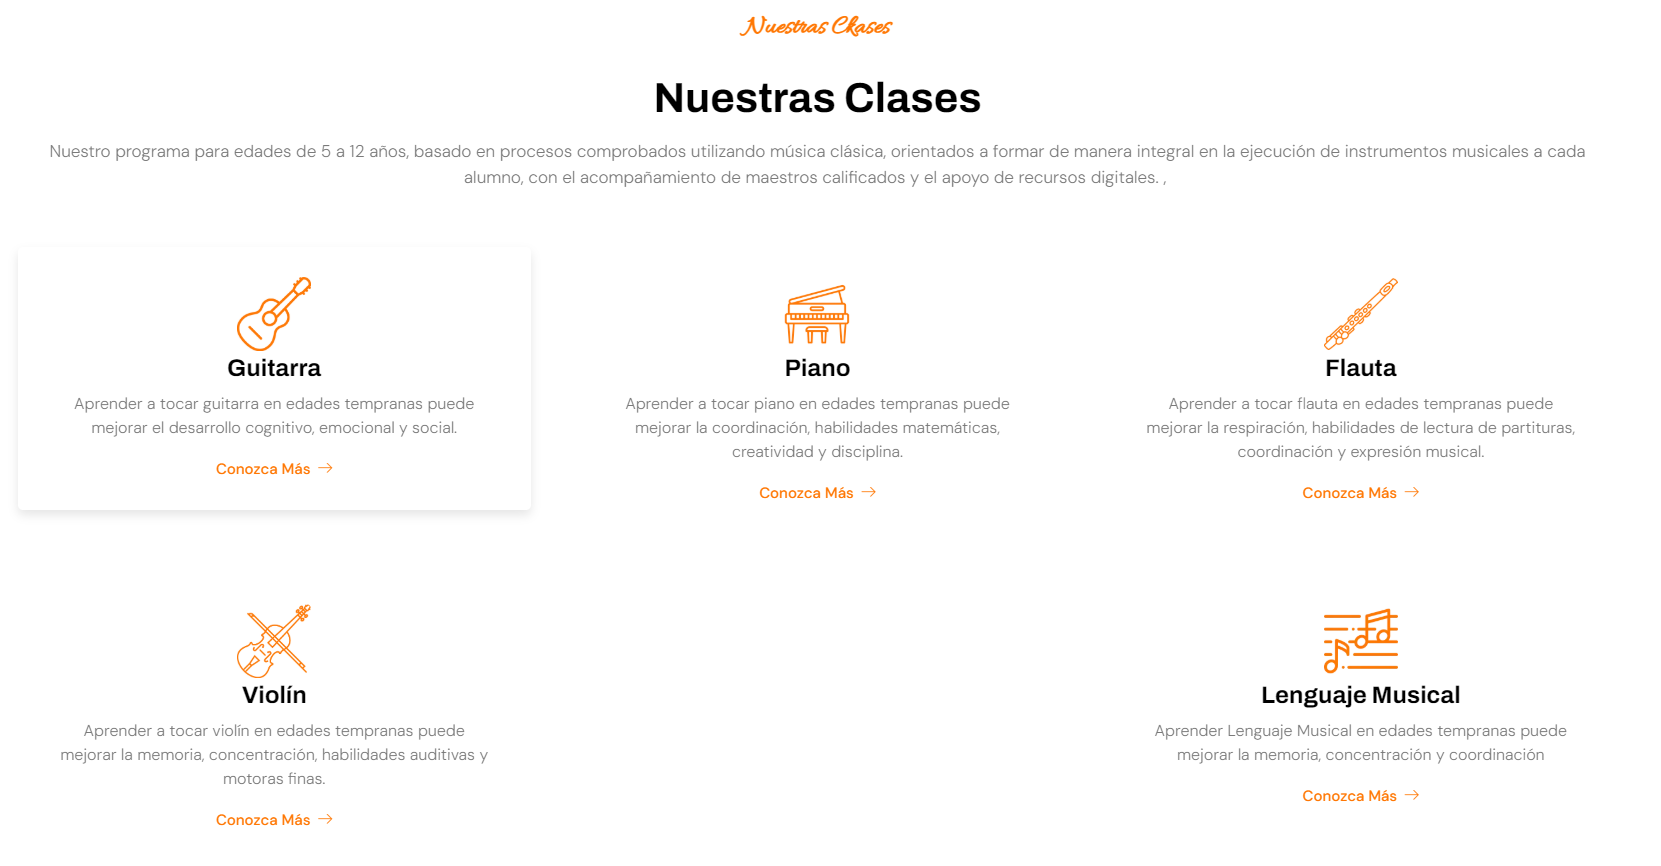 Nuestras Ckases
Nuestras Clases
Nuestro programa para edades de 5 a 12 años, basado en procesos comprobados utilizando música clásica, orientados a formar de manera integral en la ejecución de instrumentos musicales a cada
alumno, con el acompañamiento de maestros calificados y el apoyo de recursos digitales. ,
Guitarra
Aprender a tocar guitarra en edades tempranas puede
mejorar el desarrollo cognitivo, emocional y social.
Conozca Más →
Piano
Aprender a tocar piano en edades tempranas puede
mejorar la coordinación, habilidades matemáticas,
creatividad y disciplina.
Conozca Más →
Flauta
Aprender a tocar flauta en edades tempranas puede
mejorar la respiración, habilidades de lectura de partituras,
coordinación y expresión musical.
Conozca Más →
Violín
Aprender a tocar violín en edades tempranas puede
mejorar la memoria, concentración, habilidades auditivas y
motoras finas.
Conozca Más →
Lenguaje Musical
Aprender Lenguaje Musical en edades tempranas puede
mejorar la memoria, concentración y coordinación
Conozca Más →